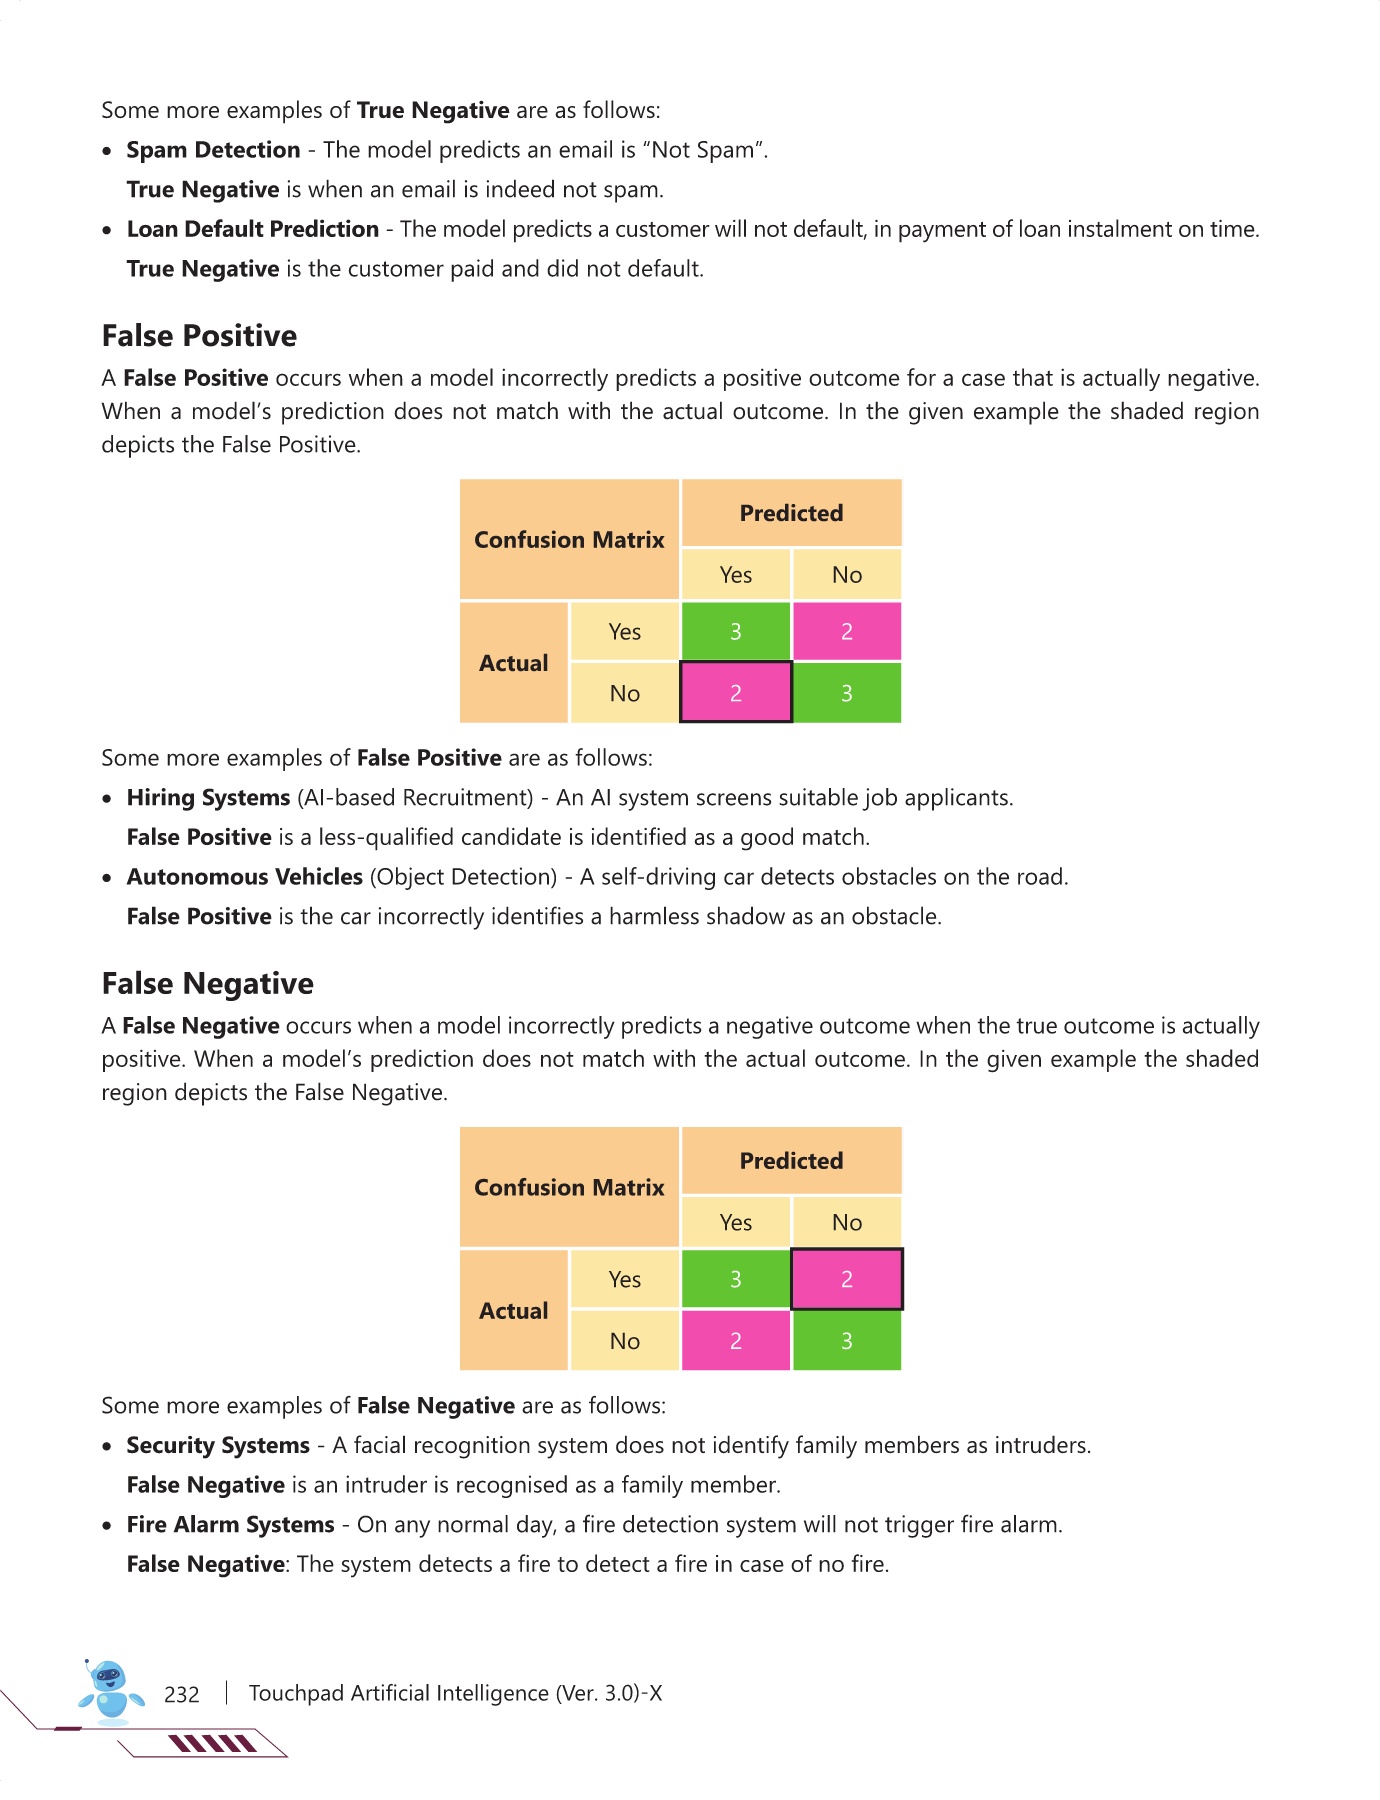 Some more examples of True Negative are as follows:
• Spam Detection - The model predicts an email is “Not Spam”.
True Negative is when an email is indeed not spam.
• Loan Default Prediction - The model predicts a customer will not default, in payment of loan instalment on time.
True Negative is the customer paid and did not default.
False Positive
A False Positive occurs when a model incorrectly predicts a positive outcome for a case that is actually negative.
When a model’s prediction does not match with the actual outcome. In the given example the shaded region
depicts the False Positive.
Confusion Matrix
Predicted
Yes No
Actual
Yes 3 2
No 2 3
Some more examples of False Positive are as follows:
• Hiring Systems (AI-based Recruitment) - An AI system screens suitable job applicants.
False Positive is a less-qualified candidate is identified as a good match.
• Autonomous Vehicles (Object Detection) - A self-driving car detects obstacles on the road.
False Positive is the car incorrectly identifies a harmless shadow as an obstacle.
False Negative
A False Negative occurs when a model incorrectly predicts a negative outcome when the true outcome is actually
positive. When a model’s prediction does not match with the actual outcome. In the given example the shaded
region depicts the False Negative.
Confusion Matrix
Predicted
Yes No
Actual
Yes 3 2
No 2 3
Some more examples of False Negative are as follows:
• Security Systems - A facial recognition system does not identify family members as intruders.
False Negative is an intruder is recognised as a family member.
• Fire Alarm Systems - On any normal day, a fire detection system will not trigger fire alarm.
False Negative: The system detects a fire to detect a fire in case of no fire.
232 | Touchpad Artificial Intelligence (Ver. 3.0)-X